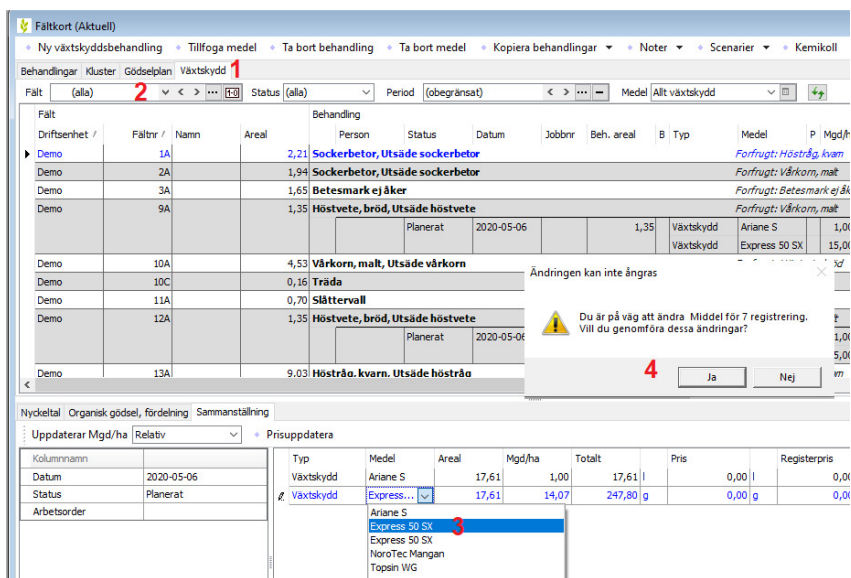 Fältkort (Aktuell)
Ny växtskyddsbehandling Tillfoga medel Ta bort behandling Ta bort medel Kopiera behandlingar Noter Scenarier Kemikoll
Behandlingar Kluster Gödselplan Växtskydd 1
Fält (alla) 2 Status (alla) Period (obegränsat) Medel Allt växtskydd
Fält Behandling
Driftsenhet / Fältnr / Namn Areal Person Status Datum Jobbnr Beh. areal B Typ Medel P Mgd/h
Demo 1A 2,21 Sockerbetor, Utsäde sockerbetor Forfrugt: Höstråg, kvarn
Demo 2A 1,94 Sockerbetor, Utsäde sockerbetor Forfrugt: Vårkorn, malt
Demo 3A 1,65 Betesmark ej åker Forfrugt: Betesmark ej åk
Demo 9A 1,35 Höstvete, bröd, Utsäde höstvete Forfrugt: Vårkorn, malt
Planerat 2020-05-06 1,35 Växtskydd Ariane S 1,00
Växtskydd Express 50 SX 15,00
Demo 10A 4,53 Vårkorn, malt, Utsäde vårkorn
Demo 10C 0,16 Träda
Demo 11A 0,70 Slåttervall
Demo 12A 1,35 Höstvete, bröd, Utsäde höstvete
Planerat 2020-05-06
Demo 13A 9,03 Höstråg, kvarn, Utsäde höstråg
Ändringen kan inte ångras
Du är på väg att ändra Middel för 7 registrering.
Vill du genomföra dessa ändringar?
4 Ja Nej
Nyckeltal Organisk gödsel, fördelning Sammanställning
Uppdaterar Mgd/ha Relativ Prisuppdatera
Kolumnnamn Typ Medel Areal Mgd/ha Totalt Pris Registerpris
Datum 2020-05-06 Växtskydd Ariane S 17,61 1,00 17,61 l 0,00 l 0,00
Status Planerat Växtskydd Express... 17,61 14,07 247,80 g 0,00 g 0,00
Arbetsorder
Ariane S
Express 50 SX 3
Express 50 SX
NoroTec Mangan
Topsin WG